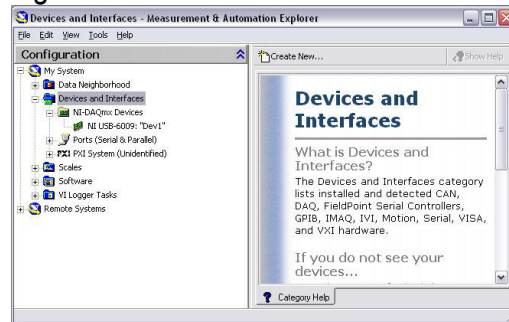 Devices and Interfaces - Measurement & Automation Explorer
File Edit View Tools Help
Configuration
My System
Data Neighborhood
Devices and Interfaces
NI-DAQmx Devices
NI USB-6009: "Dev1"
Ports (Serial & Parallel)
PXI PXI System (Unidentified)
Scales
Software
VI Logger Tasks
Remote Systems
Create New...
Show Help
Devices and
Interfaces
What is Devices and
Interfaces?
The Devices and Interfaces category
lists installed and detected CAN,
DAQ, FieldPoint Serial Controllers,
GPIB, IMAQ, IVI, Motion, Serial, VISA,
and VXI hardware.
If you do not see your
devices...
Category Help